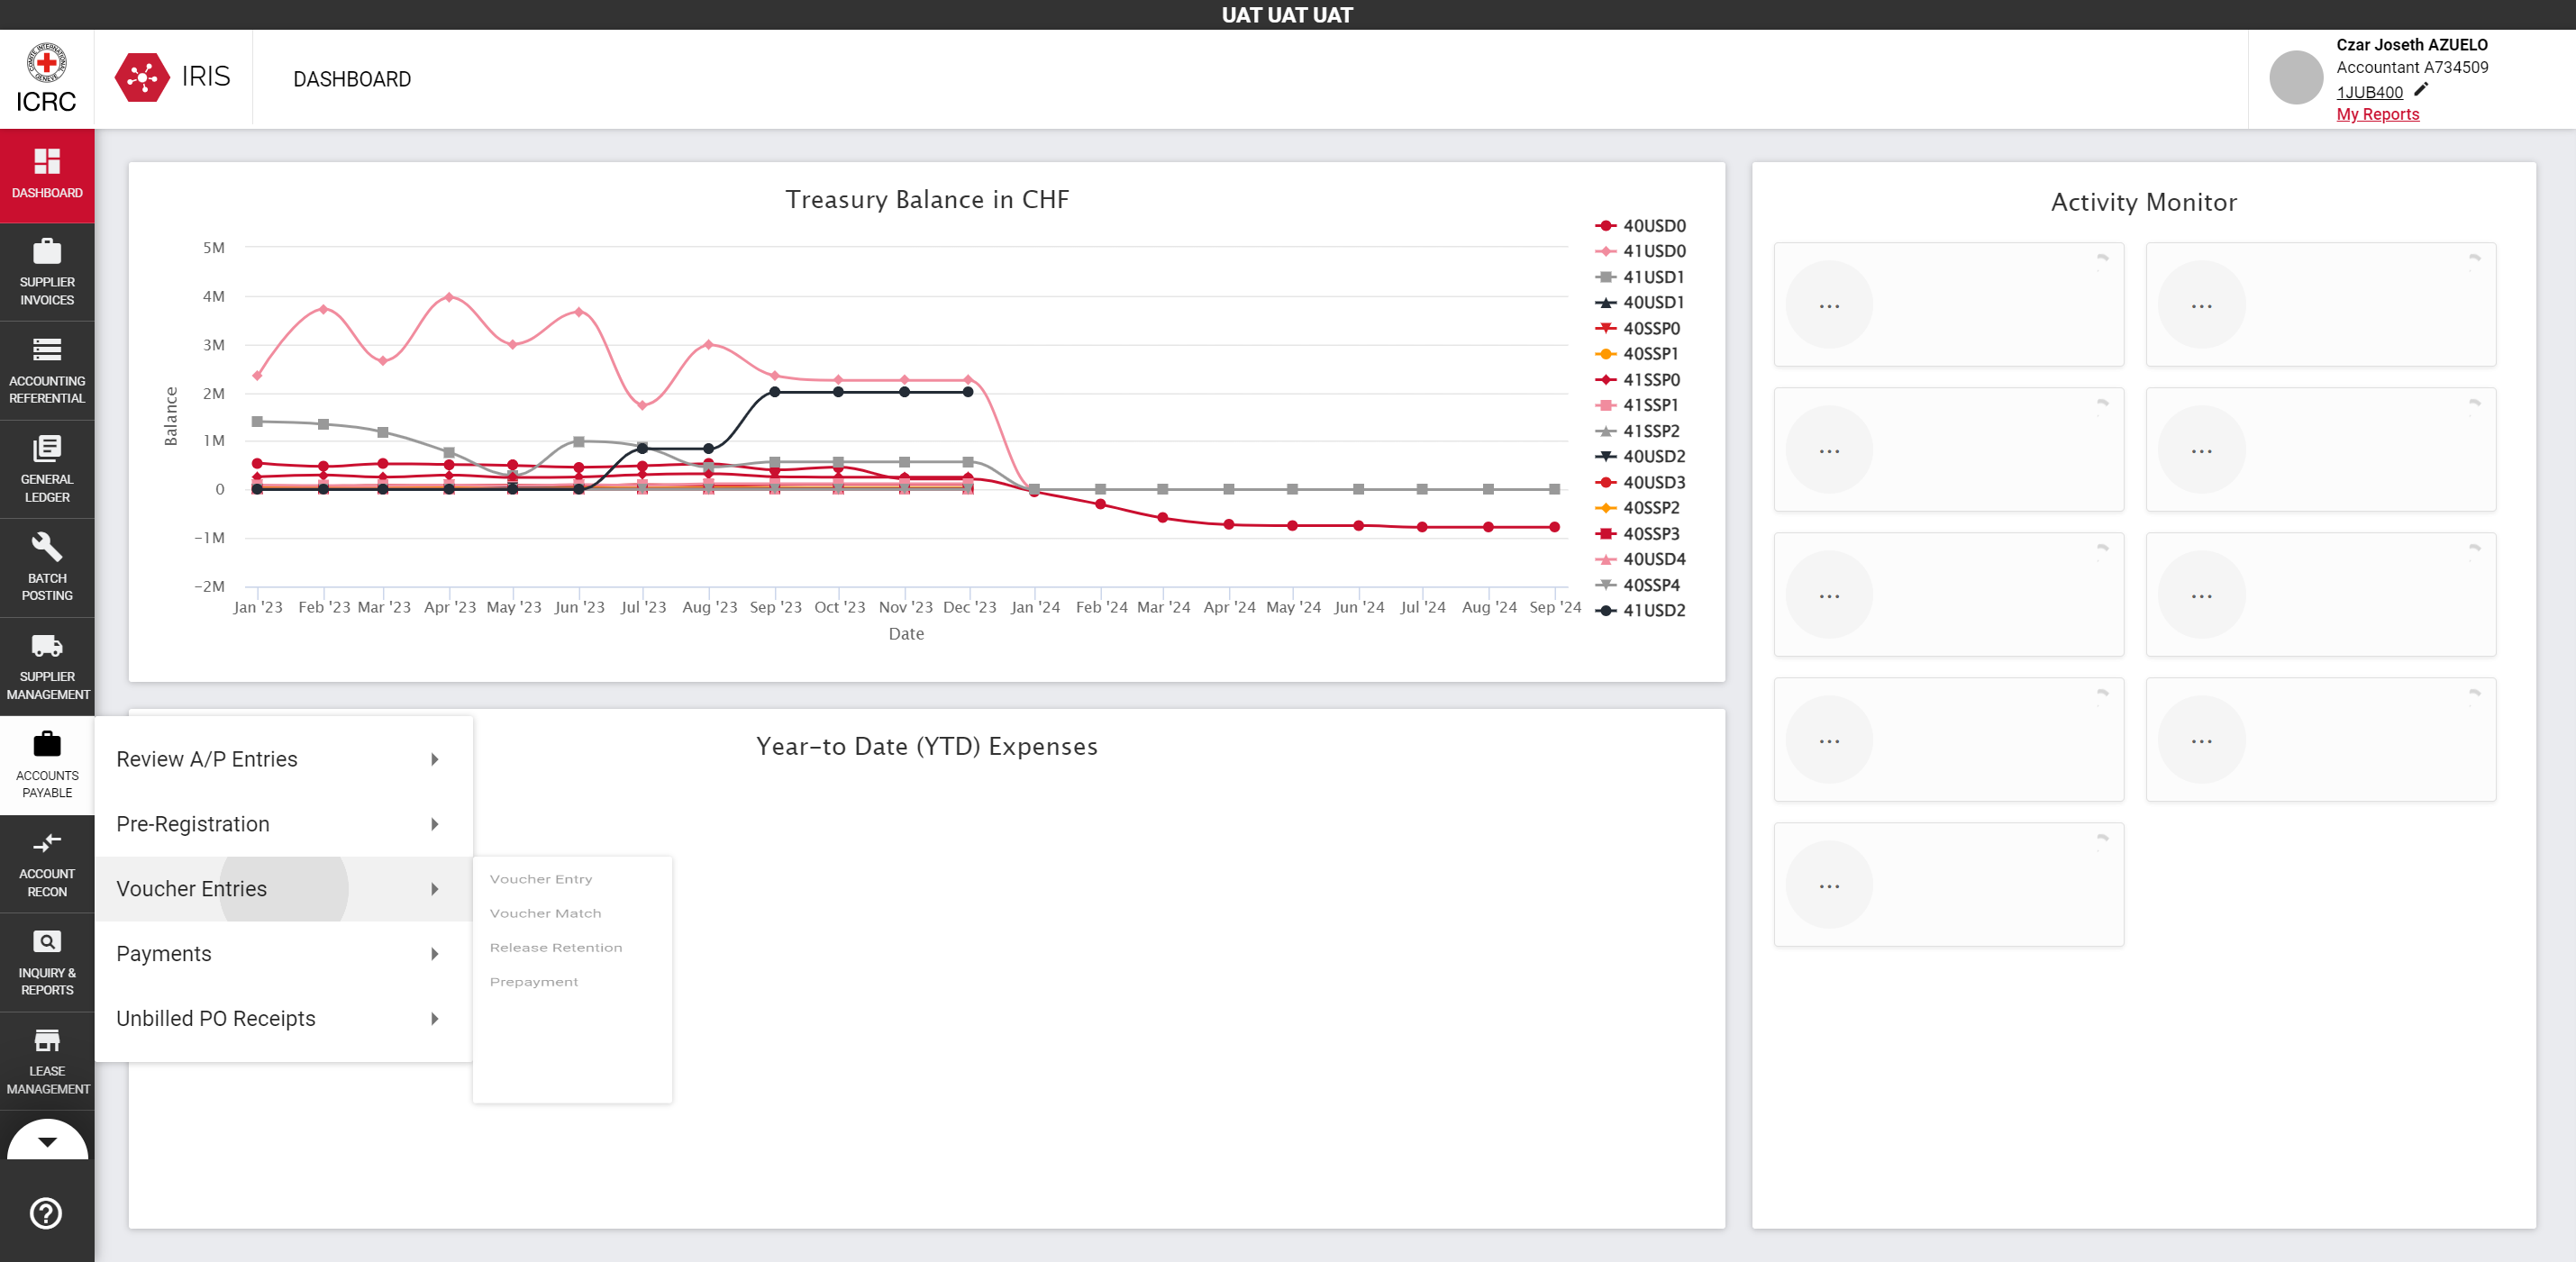 UAT UAT UAT
COMITE INTERNATIONAL GENEVE
ICRC
IRIS
DASHBOARD
Czar Joseth AZUELO
Accountant A734509
1JUB400
My Reports
DASHBOARD
SUPPLIER
INVOICES
ACCOUNTING
REFERENTIAL
GENERAL
LEDGER
BATCH
POSTING
SUPPLIER
MANAGEMENT
ACCOUNTS
PAYABLE
ACCOUNT
RECON
INQUIRY &
REPORTS
LEASE
MANAGEMENT
Treasury Balance in CHF
Balance
5M
4M
3M
2M
1M
0
-1M
-2M
Jan '23 Feb '23 Mar '23 Apr '23 May '23 Jun '23 Jul '23 Aug '23 Sep '23 Oct '23 Nov '23 Dec '23 Jan '24 Feb '24 Mar '24 Apr '24 May '24 Jun '24 Jul '24 Aug '24 Sep '24
Date
40USD0
41USD0
41USD1
40USD1
40SSP0
40SSP1
41SSP0
41SSP1
41SSP2
40USD2
40USD3
40SSP2
40SSP3
40USD4
40SSP4
41USD2
Year-to Date (YTD) Expenses
Review A/P Entries
Pre-Registration
Voucher Entries
Payments
Unbilled PO Receipts
Voucher Entry
Voucher Match
Release Retention
Prepayment
Activity Monitor
... ...
... ...
... ...
... ...
...